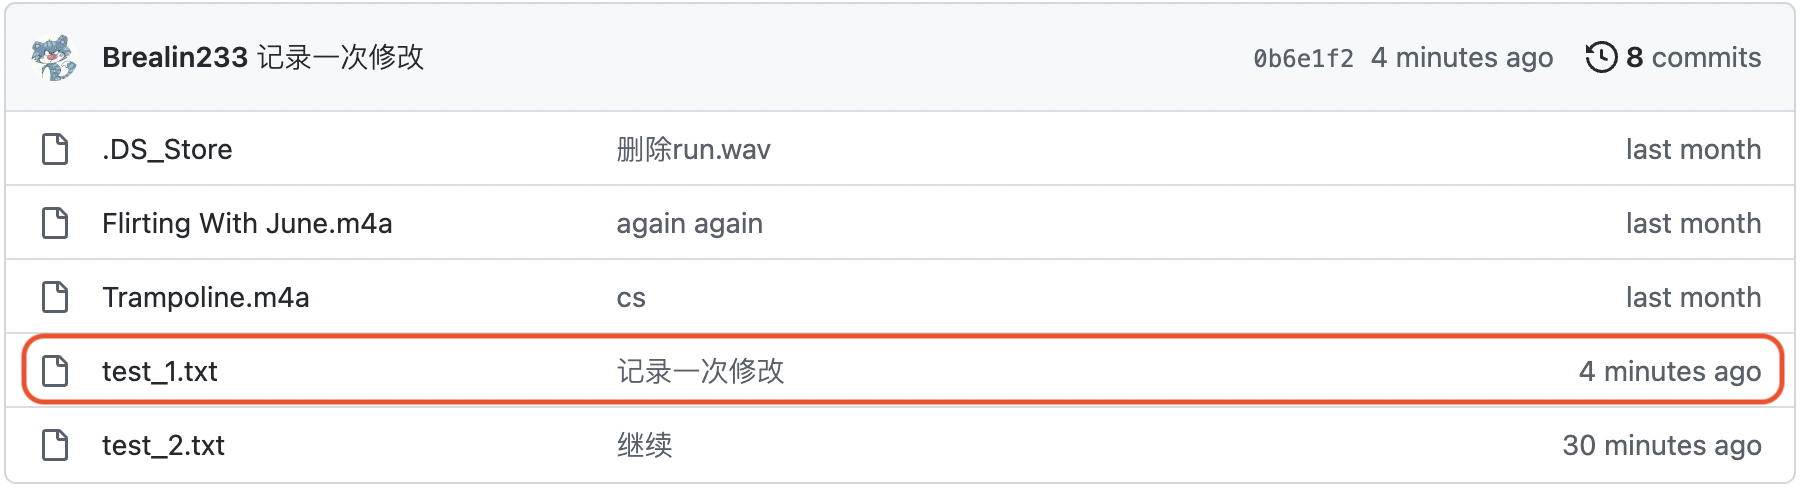 Brealin233 记录一次修改 0b6e1f2 4 minutes ago 8 commits
.DS_Store 删除run.wav last month
Flirting With June.m4a again again last month
Trampoline.m4a cs last month
test_1.txt 记录一次修改 4 minutes ago
test_2.txt 继续 30 minutes ago